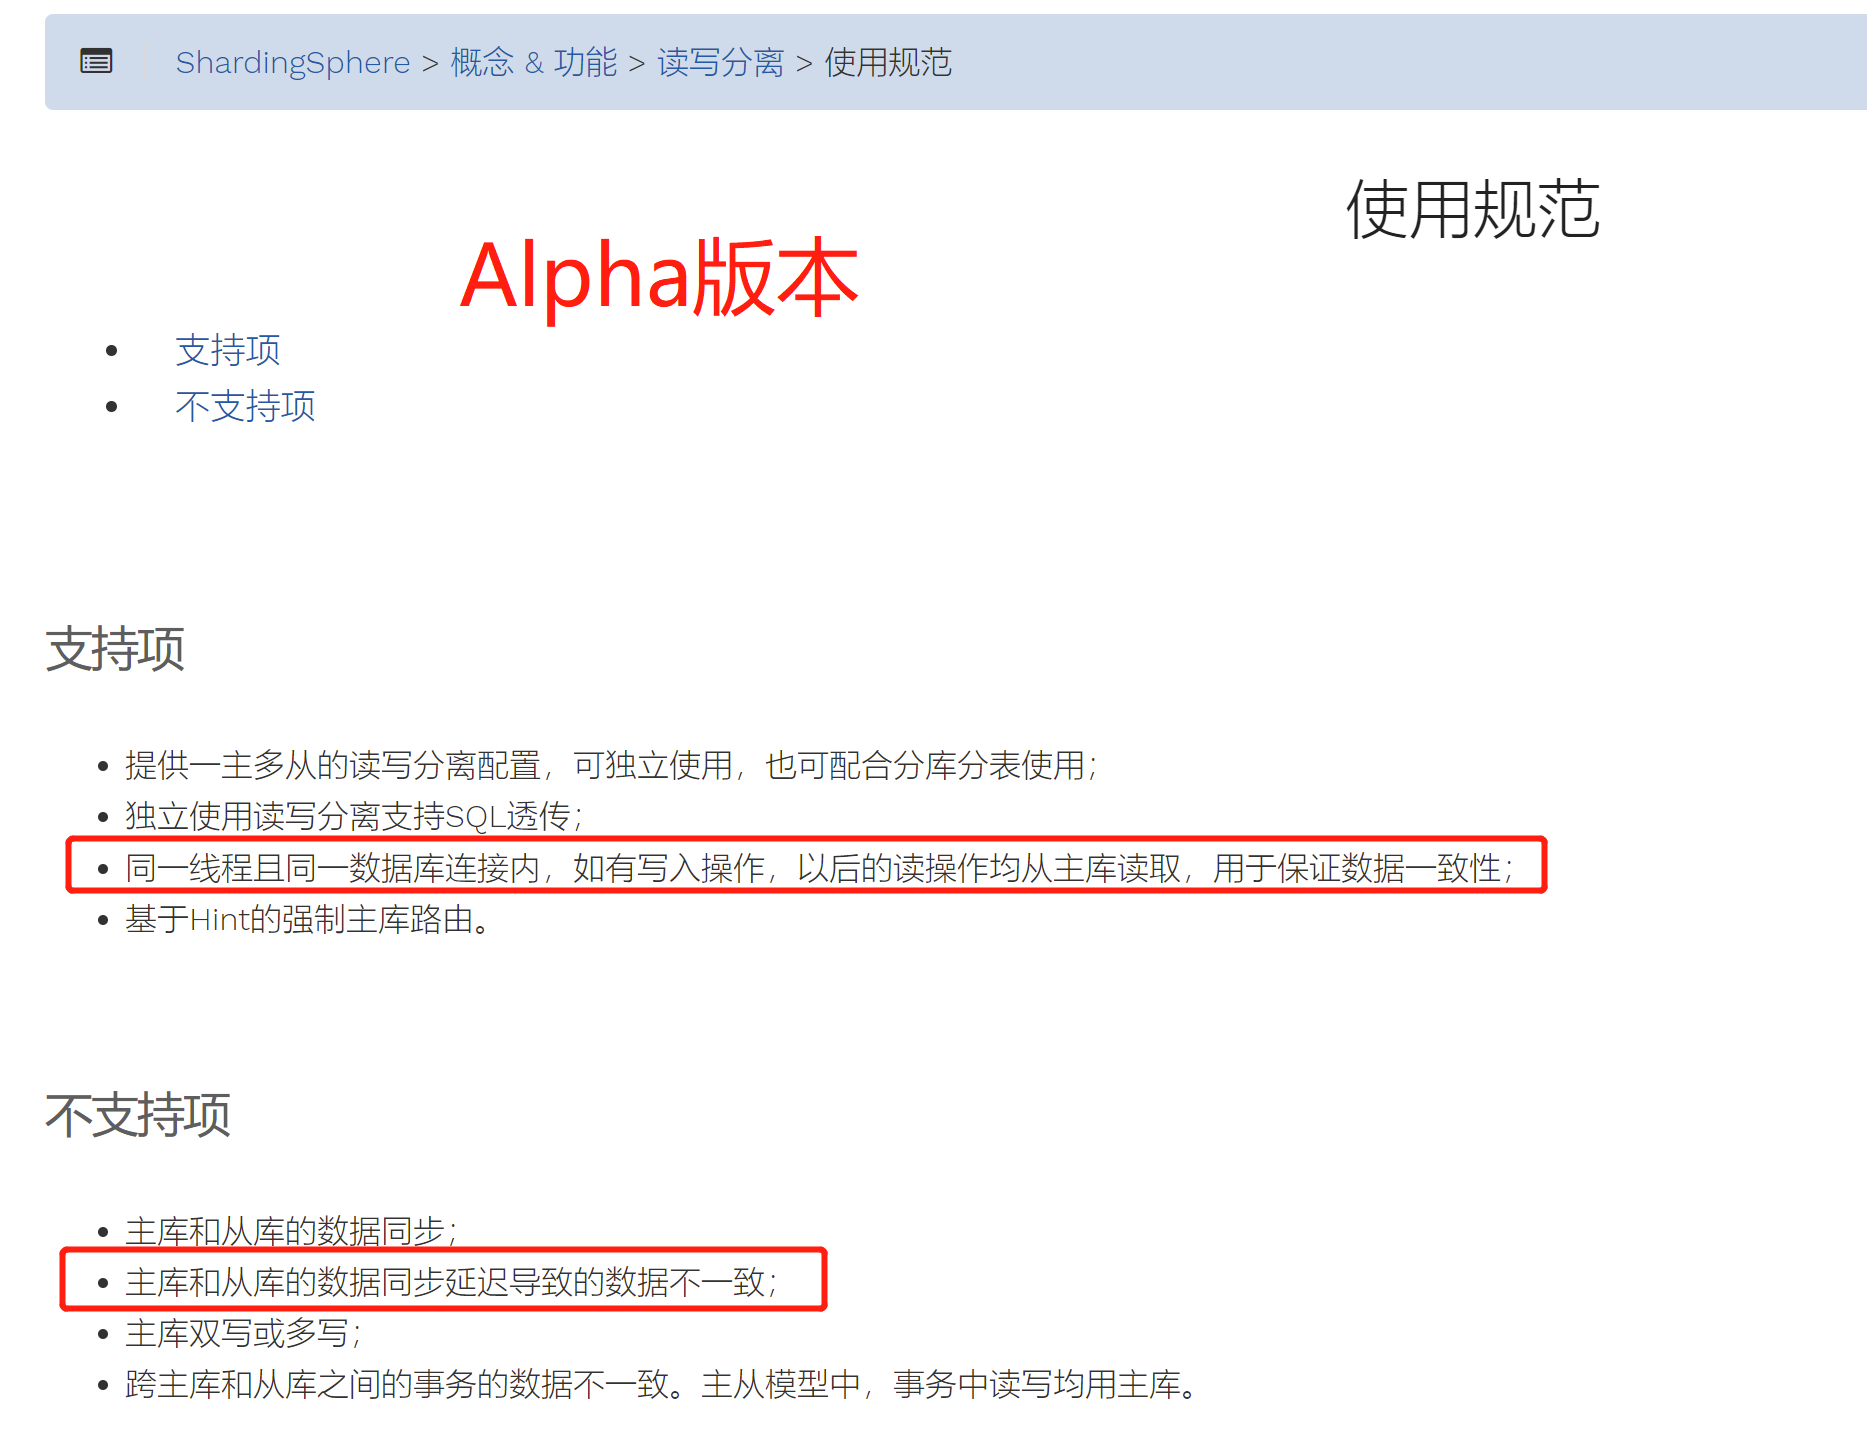 ShardingSphere > 概念 & 功能 > 读写分离 > 使用规范
使用规范
Alpha版本
支持项
不支持项
支持项
提供一主多从的读写分离配置，可独立使用，也可配合分库分表使用；
独立使用读写分离支持SQL透传；
同一线程且同一数据库连接内，如有写入操作，以后的读操作均从主库读取，用于保证数据一致性；
基于Hint的强制主库路由。
不支持项
主库和从库的数据同步；
主库和从库的数据同步延迟导致的数据不一致；
主库双写或多写；
跨主库和从库之间的事务的数据不一致。主从模型中，事务中读写均用主库。